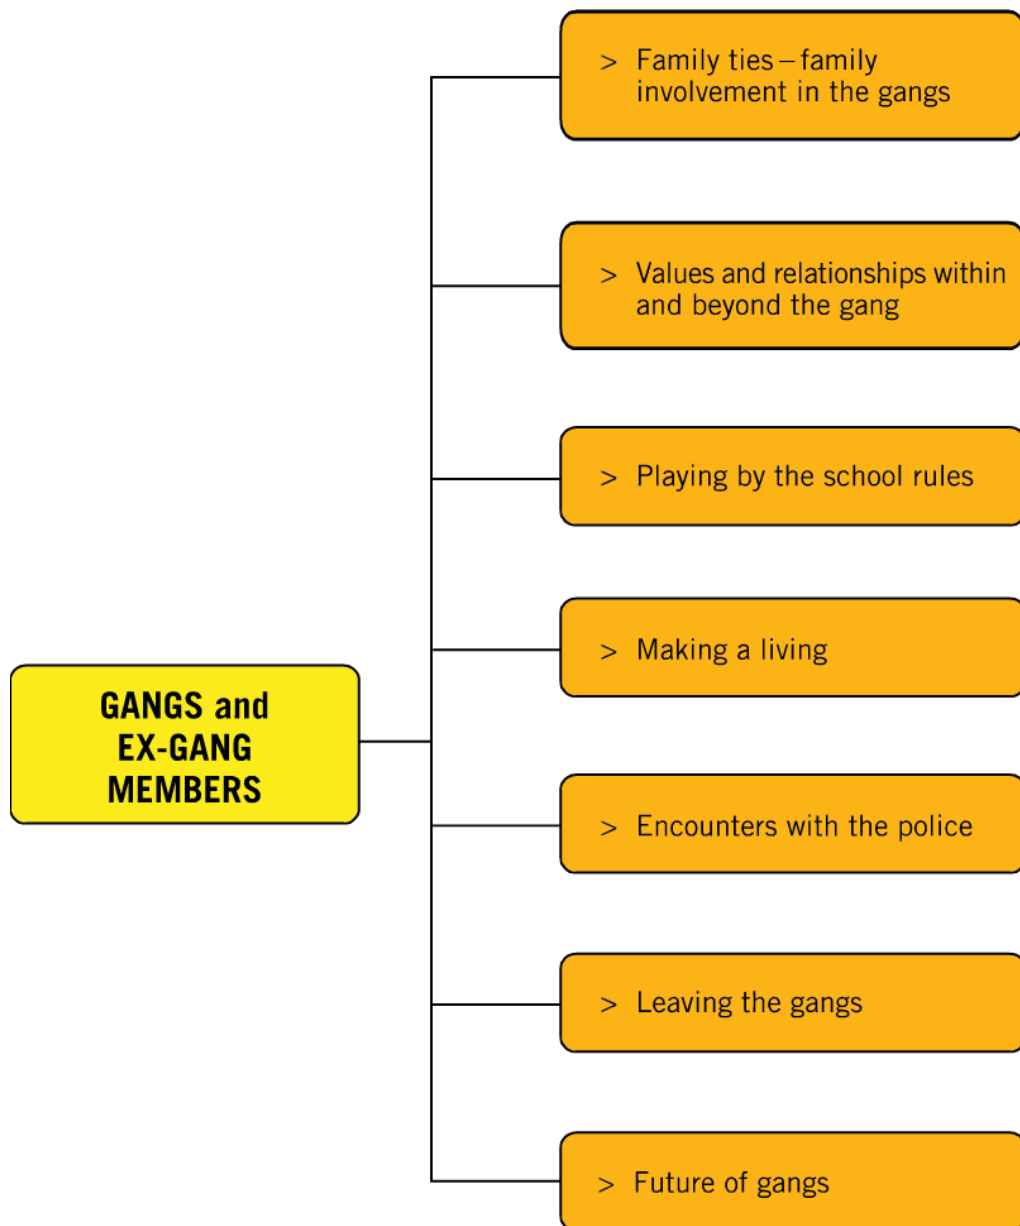 > Family ties – family
involvement in the gangs
> Values and relationships within
and beyond the gang
> Playing by the school rules
> Making a living
GANGS and
EX-GANG
MEMBERS
> Encounters with the police
> Leaving the gangs
> Future of gangs